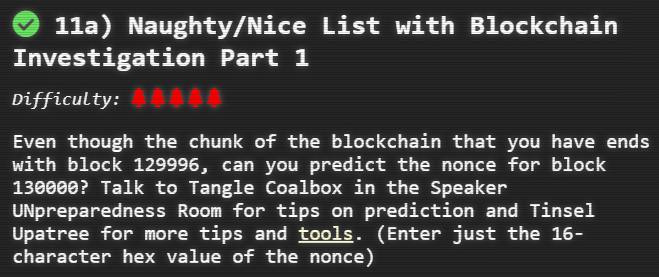 11a) Naughty/Nice List with Blockchain
Investigation Part 1
Difficulty:
Even though the chunk of the blockchain that you have ends
with block 129996, can you predict the nonce for block
130000? Talk to Tangle Coalbox in the Speaker
UNpreparedness Room for tips on prediction and Tinsel
Upatree for more tips and tools. (Enter just the 16-
character hex value of the nonce)